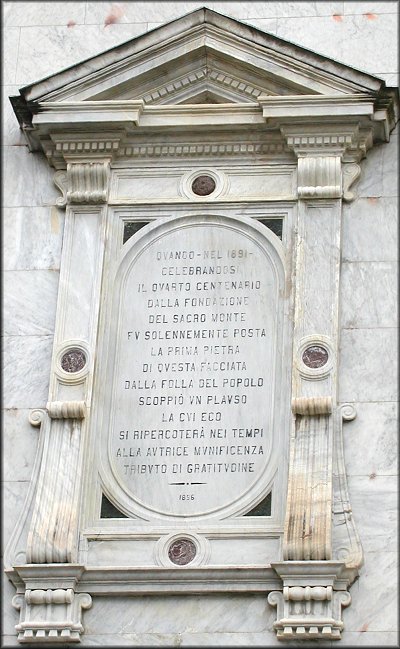 QVANDO-NEL 1891-
CELEBRANDOSI
IL QVARTO CENTENARIO
DALLA FONDAZIONE
DEL SACRO MONTE
FV SOLENNEMENTE POSTA
LA PRIMA PIETRA
DI QVESTA FACCIATA
DALLA FOLLA DEL POPOLO
SCOPPIÒ VN PLAVSO
LA CVI ECO
SI RIPERCOTERÀ NEI TEMPI
ALLA AVTRICE MVNIFICENZA
TRIBVTO DI GRATITVDINE
1896